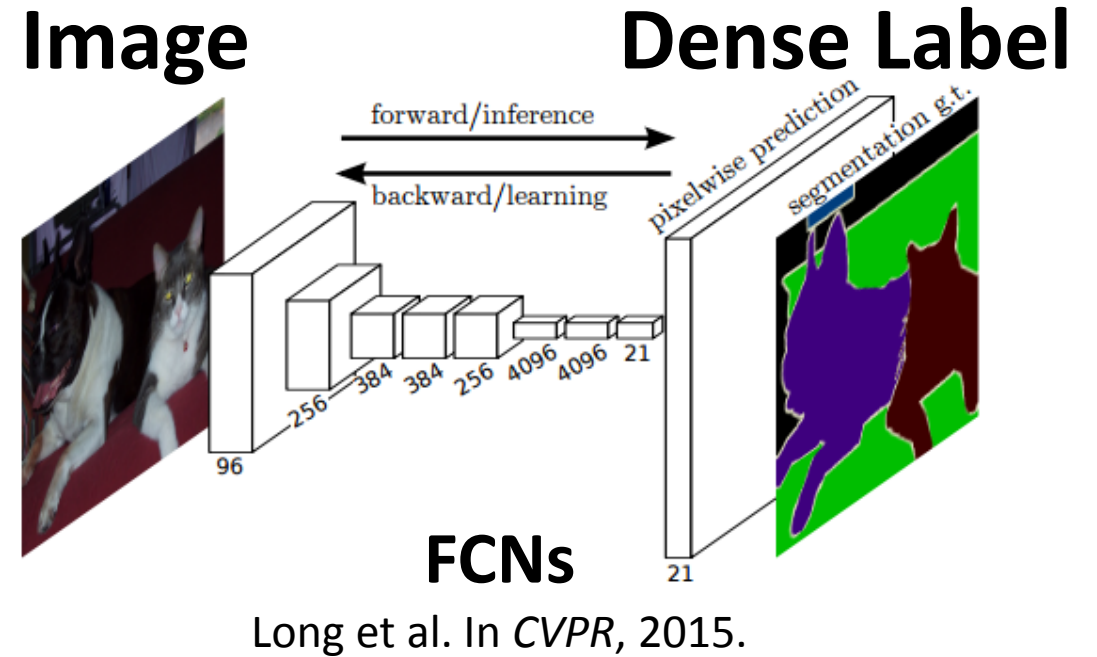 Image
Dense Label
forward/inference
backward/learning
pixelwise prediction
segmentation g.t.
96
256
384
384
256
4096
4096
21
21
FCNs
Long et al. In CVPR, 2015.